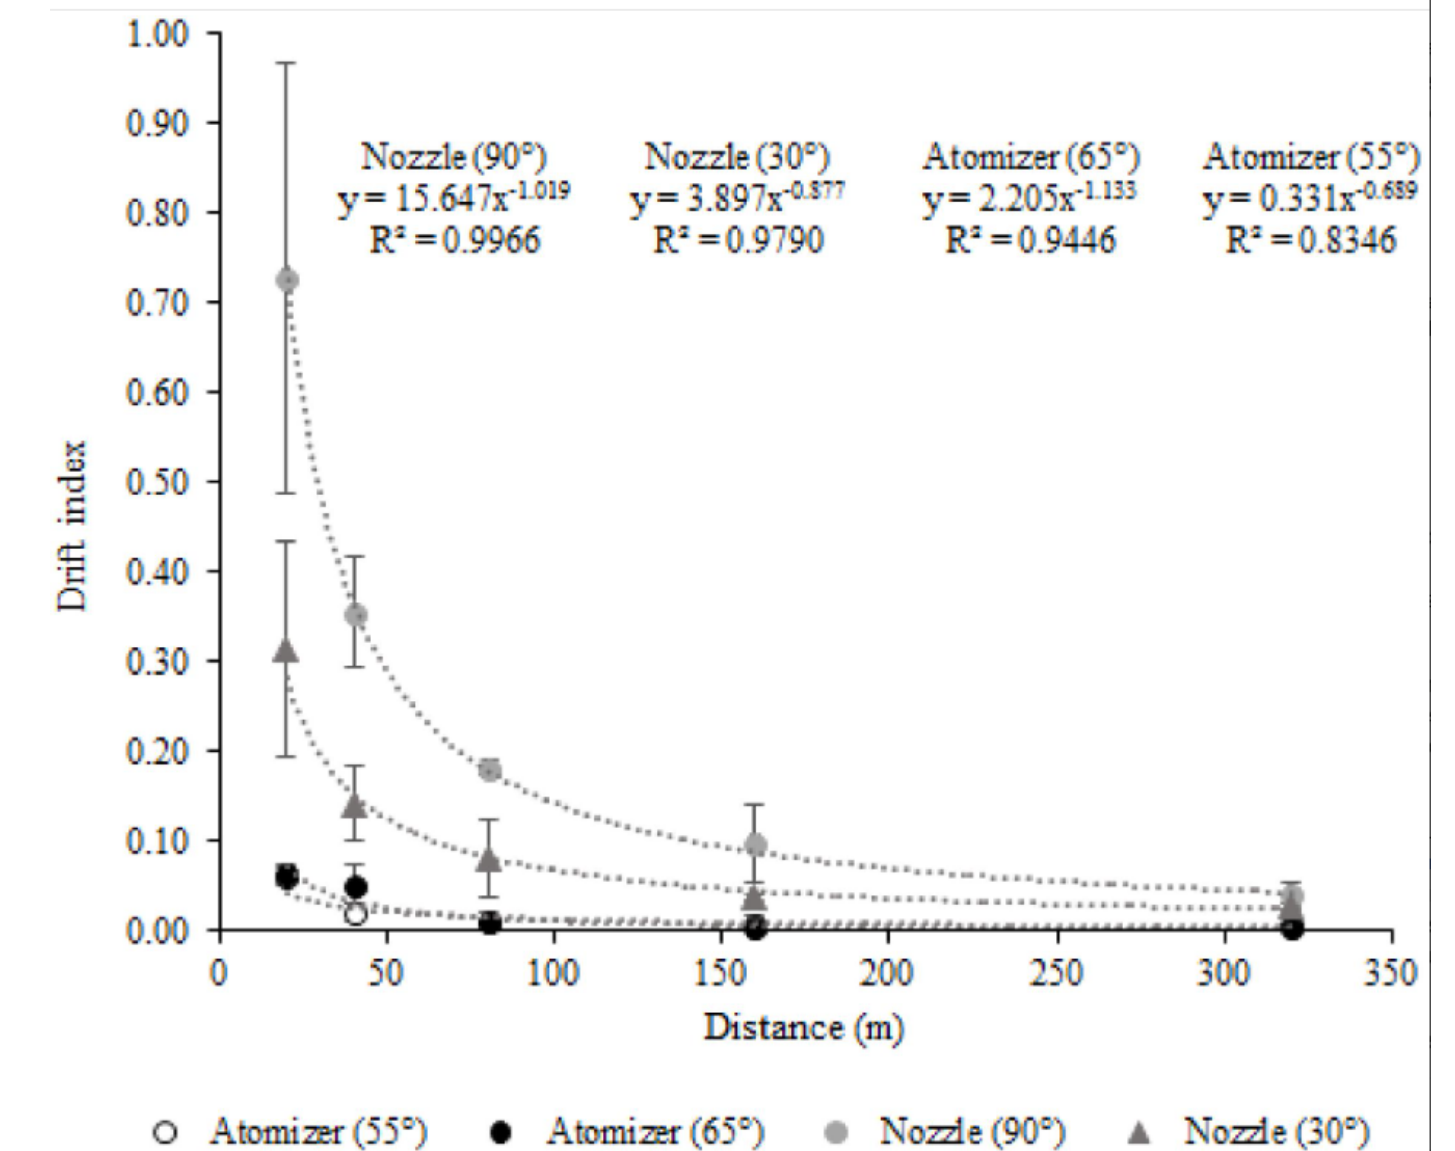 1.00
0.90
0.80
0.70
0.60
0.50
0.40
0.30
0.20
0.10
0.00
Drift index
Nozzle (90°)
y = 15.647x^-1.019
R² = 0.9966
Nozzle (30°)
y = 3.897x^-0.877
R² = 0.9790
Atomizer (65°)
y = 2.205x^-1.133
R² = 0.9446
Atomizer (55°)
y = 0.331x^-0.689
R² = 0.8346
0 50 100 150 200 250 300 350
Distance (m)
Atomizer (55°) Atomizer (65°) Nozzle (90°) Nozzle (30°)